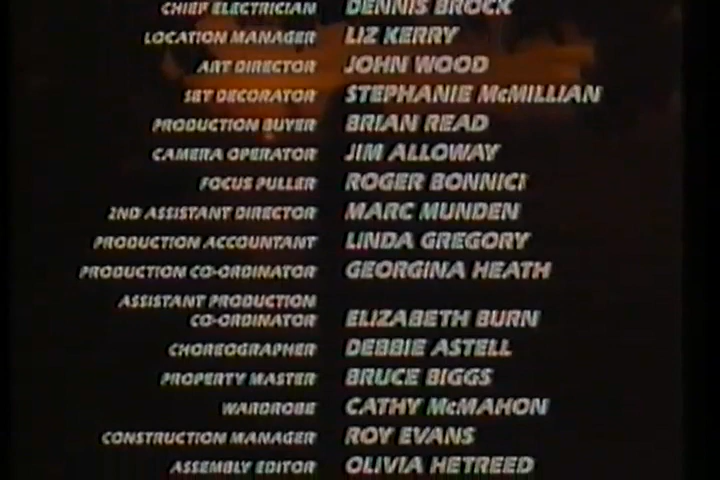 CHIEF ELECTRICIAN DENNIS BROCK
LOCATION MANAGER LIZ KERRY
ART DIRECTOR JOHN WOOD
SET DECORATOR STEPHANIE McMILLIAN
PRODUCTION BUYER BRIAN READ
CAMERA OPERATOR JIM ALLOWAY
FOCUS PULLER ROGER BONNICI
2ND ASSISTANT DIRECTOR MARC MUNDEN
PRODUCTION ACCOUNTANT LINDA GREGORY
PRODUCTION CO-ORDINATOR GEORGINA HEATH
ASSISTANT PRODUCTION
CO-ORDINATOR ELIZABETH BURN
CHOREOGRAPHER DEBBIE ASTELL
PROPERTY MASTER BRUCE BIGGS
WARDROBE CATHY McMAHON
CONSTRUCTION MANAGER ROY EVANS
ASSEMBLY EDITOR OLIVIA HETREED